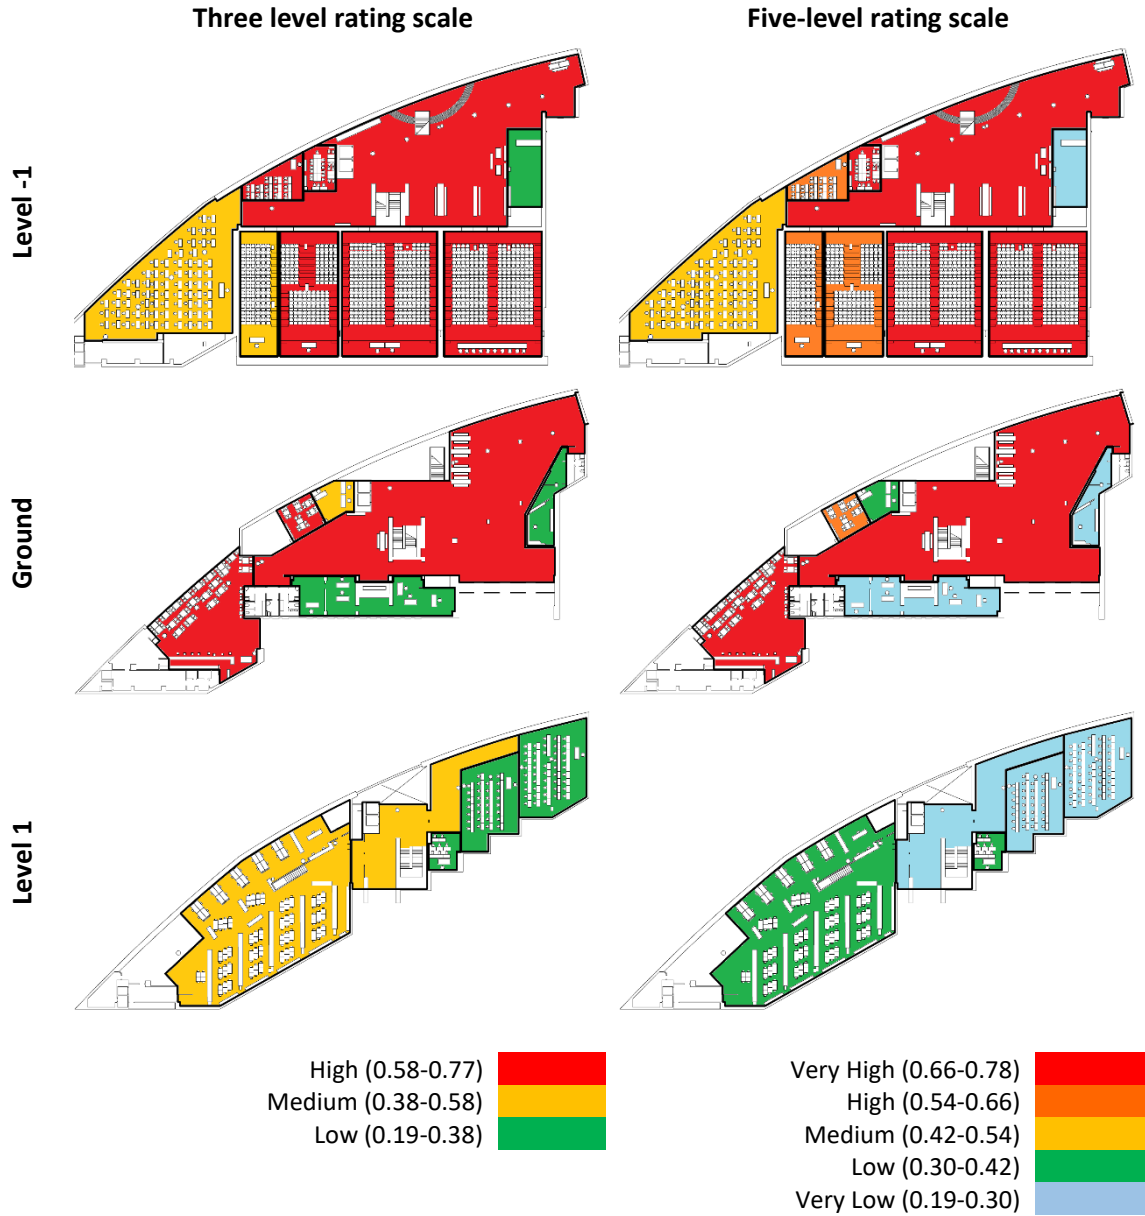 Three level rating scale
Five-level rating scale
Level -1
Ground
Level 1
High (0.58-0.77)
Medium (0.38-0.58)
Low (0.19-0.38)
Very High (0.66-0.78)
High (0.54-0.66)
Medium (0.42-0.54)
Low (0.30-0.42)
Very Low (0.19-0.30)